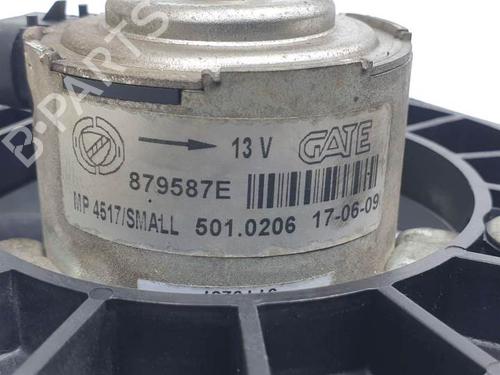 B-PARTS
13 V GATE
879587E
MP 4517/SMALL 501.0206 17-06-09